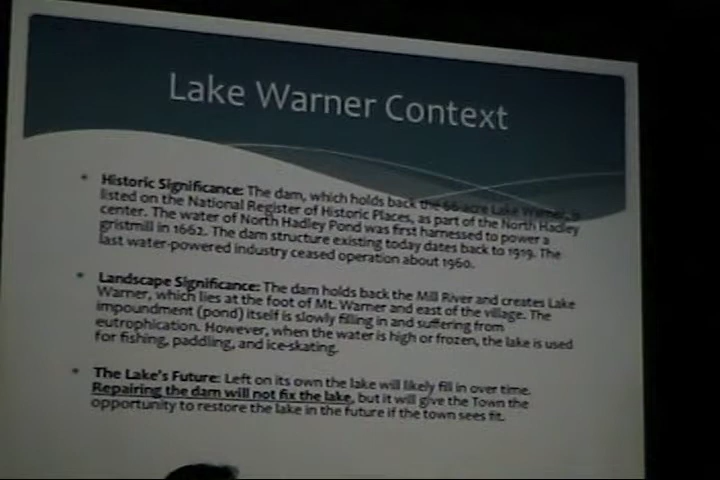 Lake Warner Context
• Historic Significance: The dam, which holds back the 66-acre Lake Warner, is
listed on the National Register of Historic Places, as part of the North Hadley
center. The water of North Hadley Pond was first harnessed to power a
gristmill in 1662. The dam structure existing today dates back to 1919. The
last water-powered industry ceased operation about 1960.
• Landscape Significance: The dam holds back the Mill River and creates Lake
Warner, which lies at the foot of Mt. Warner and east of the village. The
impoundment (pond) itself is slowly filling in and suffering from
eutrophication. However, when the water is high or frozen, the lake is used
for fishing, paddling, and ice-skating.
• The Lake's Future: Left on its own the lake will likely fill in over time.
Repairing the dam will not fix the lake, but it will give the Town the
opportunity to restore the lake in the future if the town sees fit.